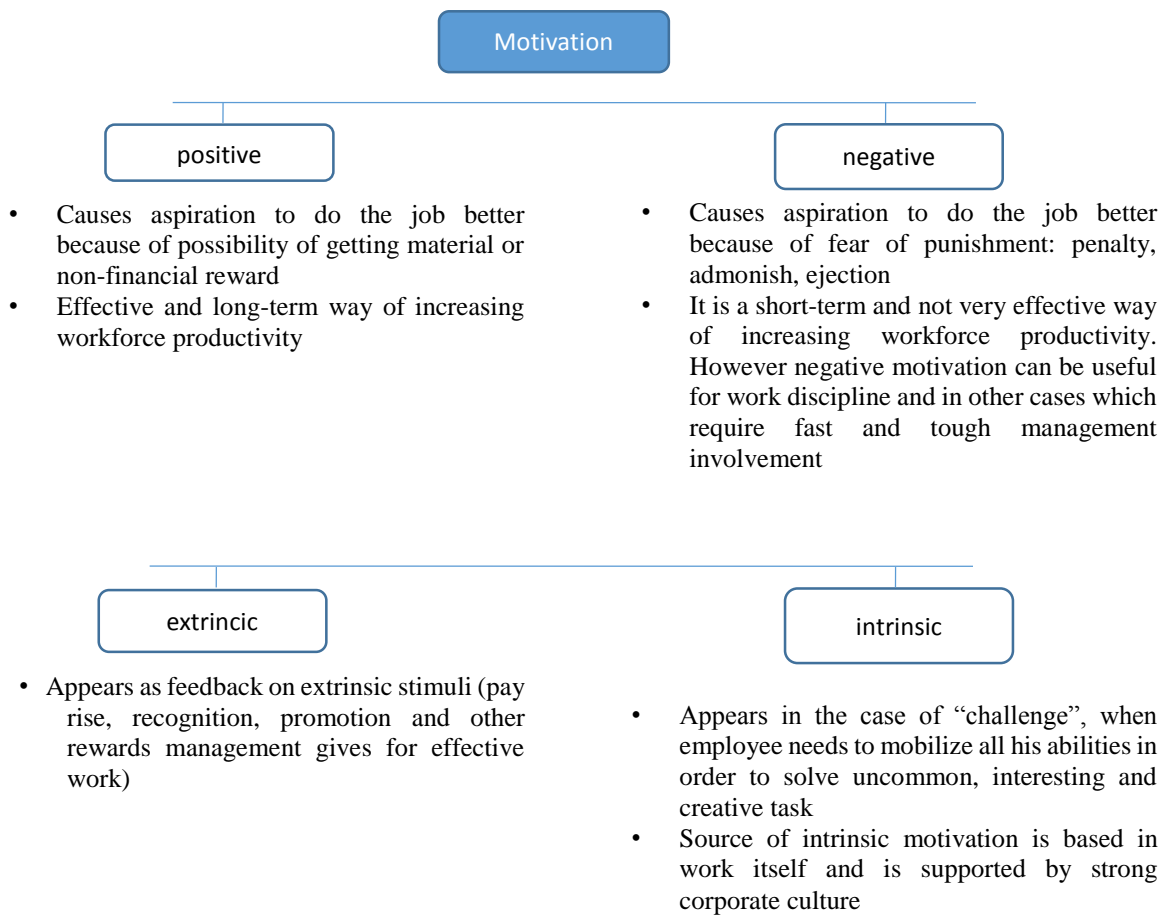 Motivation
positive
• Causes aspiration to do the job better
because of possibility of getting material or
non-financial reward
• Effective and long-term way of increasing
workforce productivity
negative
• Causes aspiration to do the job better
because of fear of punishment: penalty,
admonish, ejection
• It is a short-term and not very effective way
of increasing workforce productivity.
However negative motivation can be useful
for work discipline and in other cases which
require fast and tough management
involvement
extrincic
• Appears as feedback on extrinsic stimuli (pay
rise, recognition, promotion and other
rewards management gives for effective
work)
intrinsic
• Appears in the case of “challenge”, when
employee needs to mobilize all his abilities in
order to solve uncommon, interesting and
creative task
• Source of intrinsic motivation is based in
work itself and is supported by strong
corporate culture